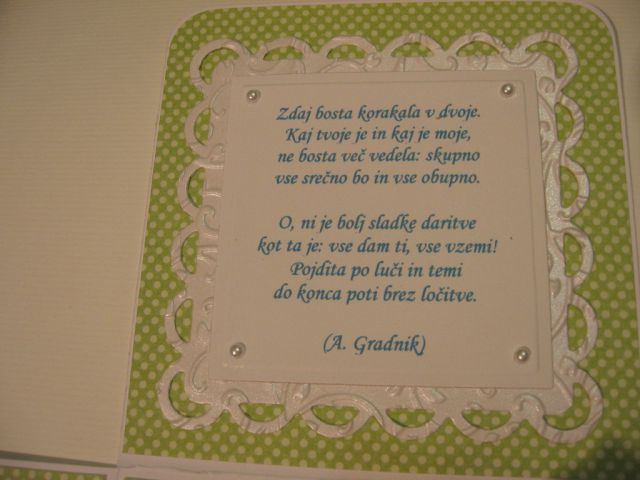 Zdaj bosta korakala v dvoje.
Kaj tvoje je in kaj je moje,
ne bosta več vedela: skupno
vse srečno bo in vse obupno.
O, ni je bolj sladke daritve
kot ta je: vse dam ti, vse vzemi!
Pojdita po luči in temi
do konca poti brez ločitve.
(A. Gradnik)